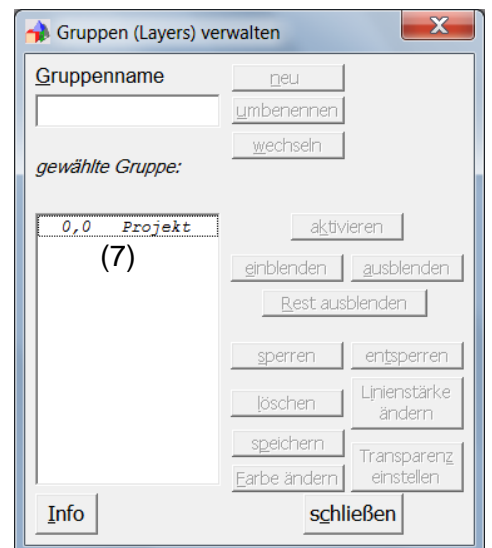 Gruppen (Layers) verwalten
X
Gruppenname
neu
umbenennen
wechseln
gewählte Gruppe:
0,0 Projekt
(7)
aktivieren
einblenden ausblenden
Rest ausblenden
sperren entsperren
löschen
Linienstärke
ändern
speichern
Farbe ändern
Transparenz
einstellen
Info
schließen